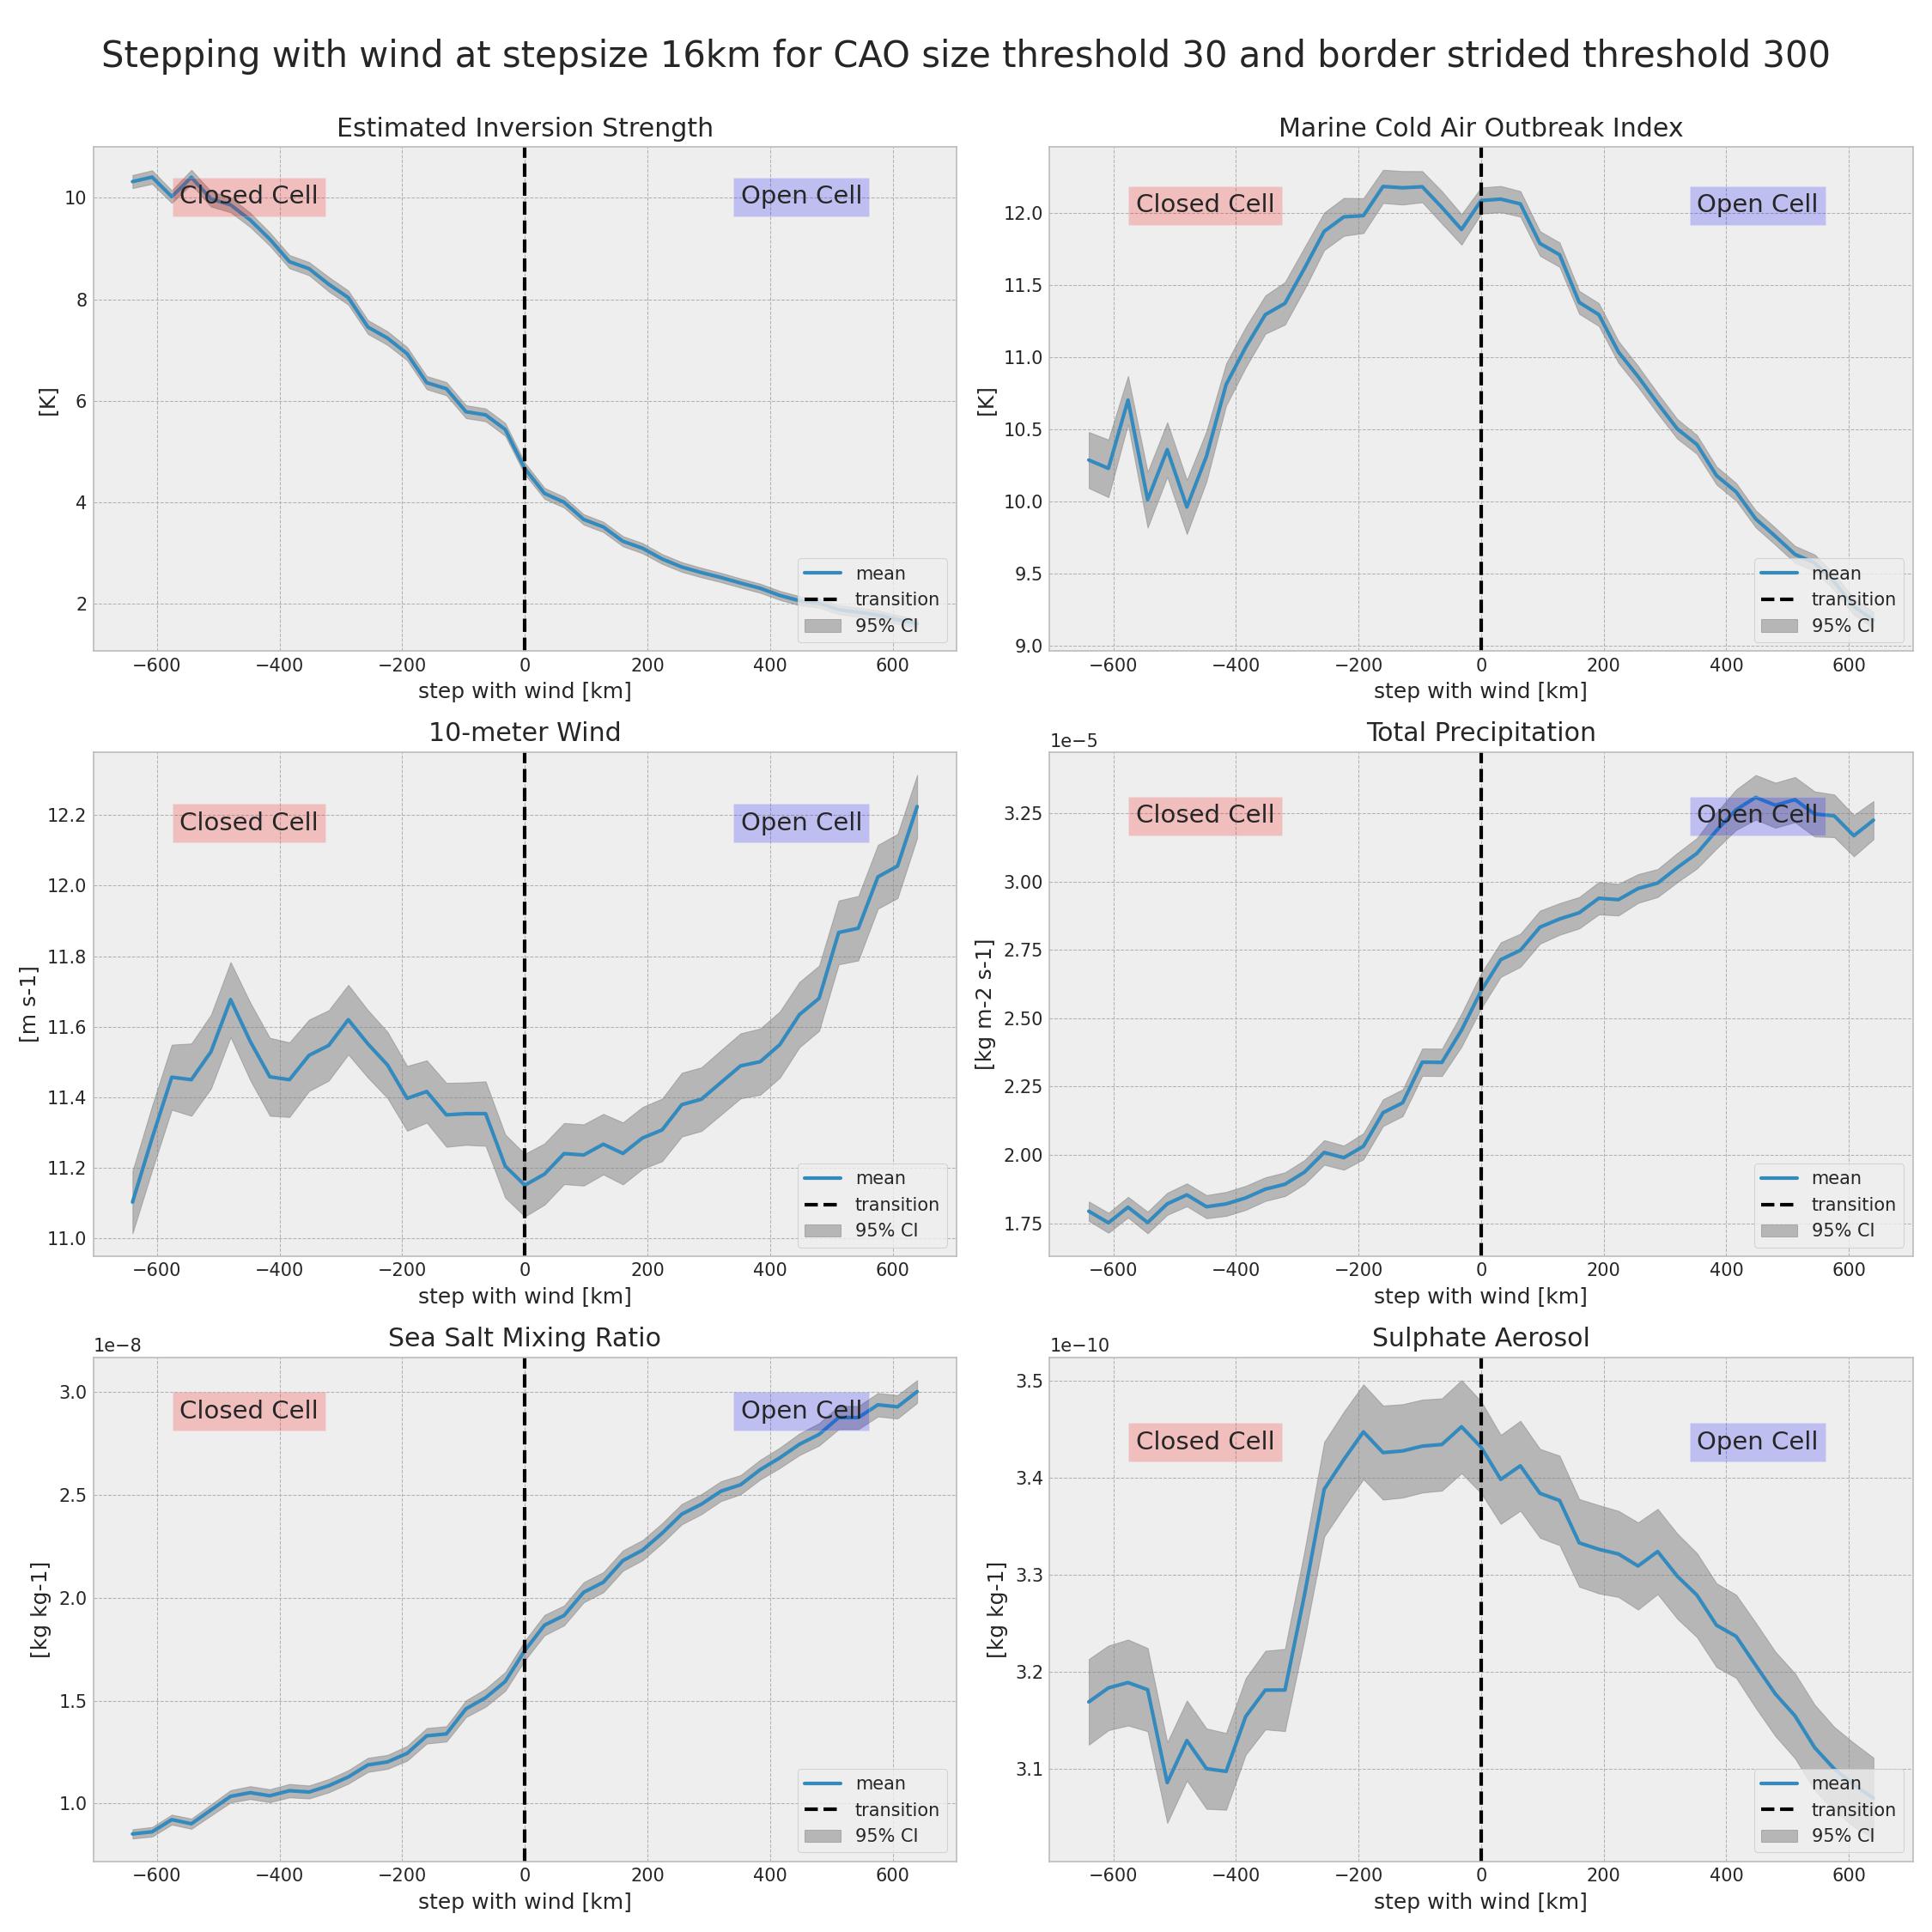 Stepping with wind at stepsize 16km for CAO size threshold 30 and border strided threshold 300
Estimated Inversion Strength
Closed Cell
Open Cell
10
8
6
4
2
[K]
mean
transition
95% CI
−600 −400 −200 0 200 400 600
step with wind [km]
Marine Cold Air Outbreak Index
Closed Cell
Open Cell
12.0
11.5
11.0
10.5
10.0
9.5
9.0
[K]
mean
transition
95% CI
−600 −400 −200 0 200 400 600
step with wind [km]
10-meter Wind
Closed Cell
Open Cell
12.2
12.0
11.8
11.6
11.4
11.2
11.0
[m s-1]
mean
transition
95% CI
−600 −400 −200 0 200 400 600
step with wind [km]
Total Precipitation
1e−5
Closed Cell
Open Cell
3.25
3.00
2.75
2.50
2.25
2.00
1.75
[kg m-2 s-1]
mean
transition
95% CI
−600 −400 −200 0 200 400 600
step with wind [km]
Sea Salt Mixing Ratio
1e−8
Closed Cell
Open Cell
3.0
2.5
2.0
1.5
1.0
[kg kg-1]
mean
transition
95% CI
−600 −400 −200 0 200 400 600
step with wind [km]
Sulphate Aerosol
1e−10
Closed Cell
Open Cell
3.5
3.4
3.3
3.2
3.1
[kg kg-1]
mean
transition
95% CI
−600 −400 −200 0 200 400 600
step with wind [km]